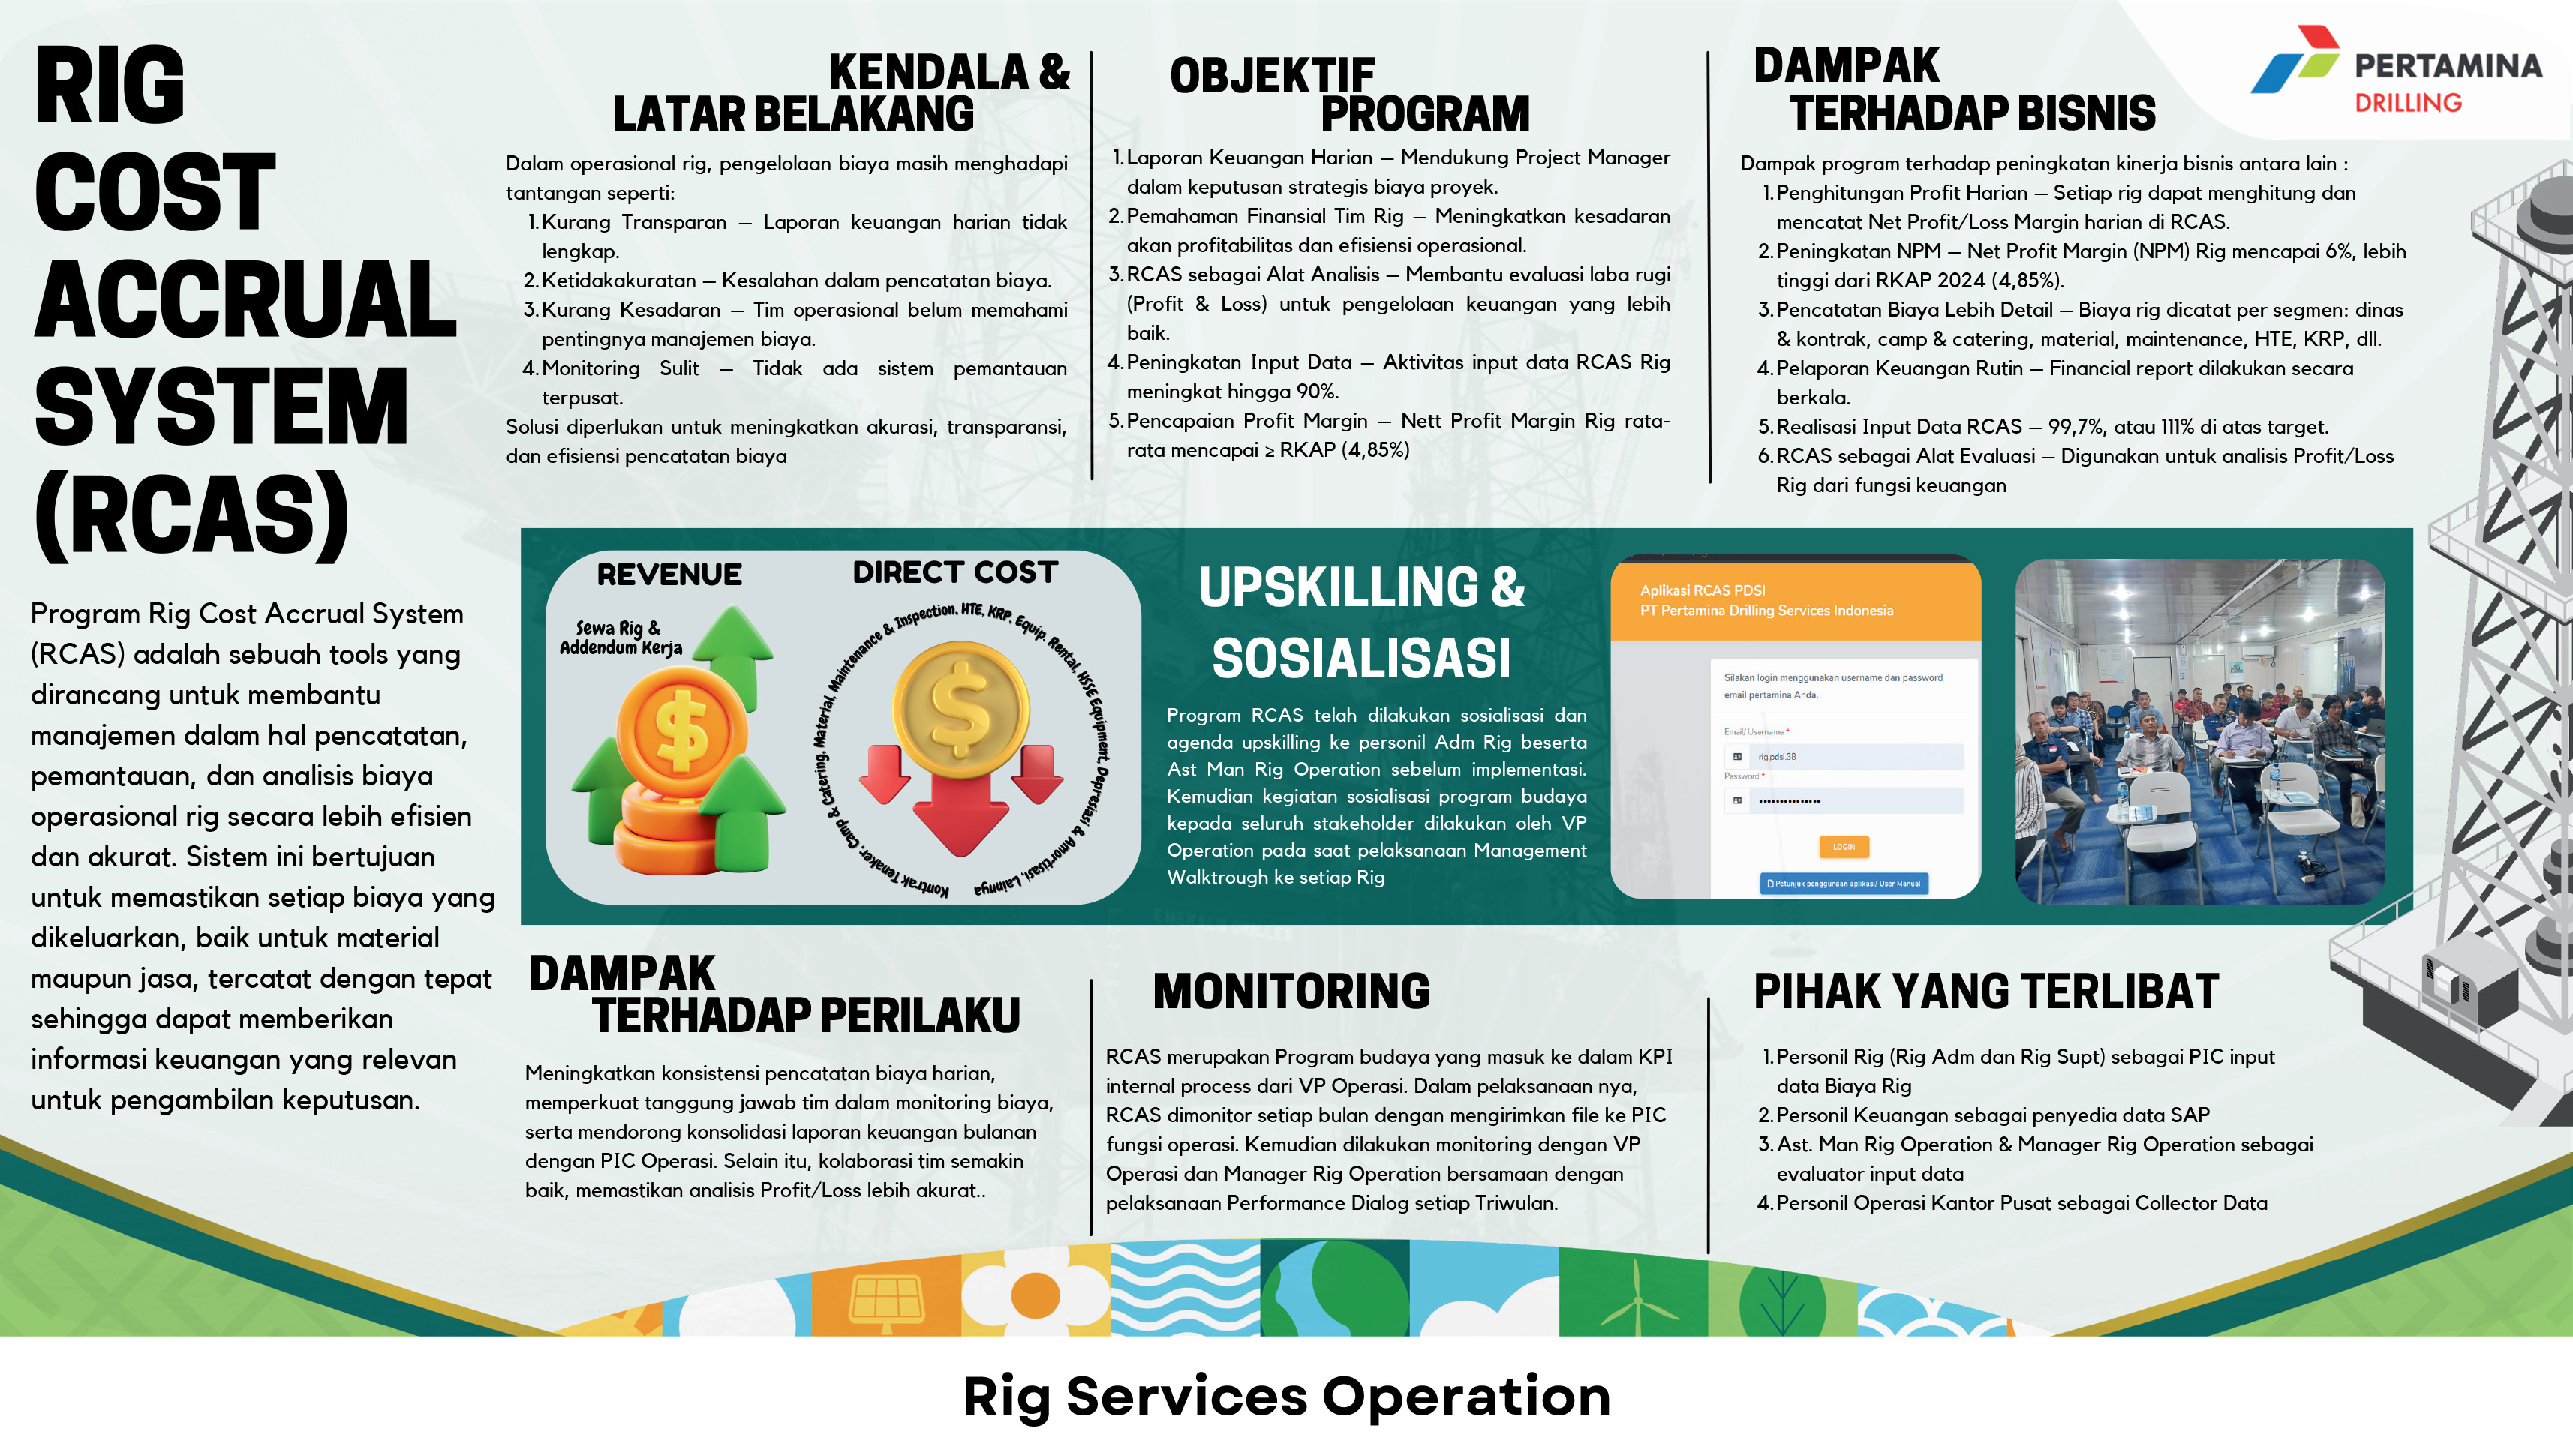 RIG
COST
ACCRUAL
SYSTEM
(RCAS)
Program Rig Cost Accrual System
(RCAS) adalah sebuah tools yang
dirancang untuk membantu
manajemen dalam hal pencatatan,
pemantauan, dan analisis biaya
operasional rig secara lebih efisien
dan akurat. Sistem ini bertujuan
untuk memastikan setiap biaya yang
dikeluarkan, baik untuk material
maupun jasa, tercatat dengan tepat
sehingga dapat memberikan
informasi keuangan yang relevan
untuk pengambilan keputusan.
KENDALA &
LATAR BELAKANG
Dalam operasional rig, pengelolaan biaya masih menghadapi
tantangan seperti:
1. Kurang Transparan – Laporan keuangan harian tidak
lengkap.
2. Ketidakakuratan – Kesalahan dalam pencatatan biaya.
3. Kurang Kesadaran – Tim operasional belum memahami
pentingnya manajemen biaya.
4. Monitoring Sulit – Tidak ada sistem pemantauan
terpusat.
Solusi diperlukan untuk meningkatkan akurasi, transparansi,
dan efisiensi pencatatan biaya
OBJEKTIF
PROGRAM
1. Laporan Keuangan Harian – Mendukung Project Manager
dalam keputusan strategis biaya proyek.
2. Pemahaman Finansial Tim Rig – Meningkatkan kesadaran
akan profitabilitas dan efisiensi operasional.
3. RCAS sebagai Alat Analisis – Membantu evaluasi laba rugi
(Profit & Loss) untuk pengelolaan keuangan yang lebih
baik.
4. Peningkatan Input Data – Aktivitas input data RCAS Rig
meningkat hingga 90%.
5. Pencapaian Profit Margin – Nett Profit Margin Rig rata-
rata mencapai ≥ RKAP (4,85%)
DAMPAK
TERHADAP BISNIS
Dampak program terhadap peningkatan kinerja bisnis antara lain :
1. Penghitungan Profit Harian – Setiap rig dapat menghitung dan
mencatat Net Profit/Loss Margin harian di RCAS.
2. Peningkatan NPM – Net Profit Margin (NPM) Rig mencapai 6%, lebih
tinggi dari RKAP 2024 (4,85%).
3. Pencatatan Biaya Lebih Detail – Biaya rig dicatat per segmen: dinas
& kontrak, camp & catering, material, maintenance, HTE, KRP, dll.
4. Pelaporan Keuangan Rutin – Financial report dilakukan secara
berkala.
5. Realisasi Input Data RCAS – 99,7%, atau 111% di atas target.
6. RCAS sebagai Alat Evaluasi – Digunakan untuk analisis Profit/Loss
Rig dari fungsi keuangan
PERTAMINA
DRILLING
REVENUE
Sewa Rig &
Addendum Kerja
DIRECT COST
Kontrak Tenaker, Camp & Catering, Material, Maintenance & Inspection, HTE, KRP, Equip. Rental, HSSE Equipment, Depresiasi & Amortisasi, Lainnya
UPSKILLING &
SOSIALISASI
Program RCAS telah dilakukan sosialisasi dan
agenda upskilling ke personil Adm Rig beserta
Ast Man Rig Operation sebelum implementasi.
Kemudian kegiatan sosialisasi program budaya
kepada seluruh stakeholder dilakukan oleh VP
Operation pada saat pelaksanaan Management
Walktrough ke setiap Rig
Aplikasi RCAS PDSI
PT Pertamina Drilling Services Indonesia
Silakan login menggunakan username dan password
email pertamina Anda.
Email/ Username *
rig.pdsi.38
Password *
LOGIN
Petunjuk penggunaan aplikasi/ User Manual
DAMPAK
TERHADAP PERILAKU
Meningkatkan konsistensi pencatatan biaya harian,
memperkuat tanggung jawab tim dalam monitoring biaya,
serta mendorong konsolidasi laporan keuangan bulanan
dengan PIC Operasi. Selain itu, kolaborasi tim semakin
baik, memastikan analisis Profit/Loss lebih akurat..
MONITORING
RCAS merupakan Program budaya yang masuk ke dalam KPI
internal process dari VP Operasi. Dalam pelaksanaan nya,
RCAS dimonitor setiap bulan dengan mengirimkan file ke PIC
fungsi operasi. Kemudian dilakukan monitoring dengan VP
Operasi dan Manager Rig Operation bersamaan dengan
pelaksanaan Performance Dialog setiap Triwulan.
PIHAK YANG TERLIBAT
1. Personil Rig (Rig Adm dan Rig Supt) sebagai PIC input
data Biaya Rig
2. Personil Keuangan sebagai penyedia data SAP
3. Ast. Man Rig Operation & Manager Rig Operation sebagai
evaluator input data
4. Personil Operasi Kantor Pusat sebagai Collector Data
Rig Services Operation